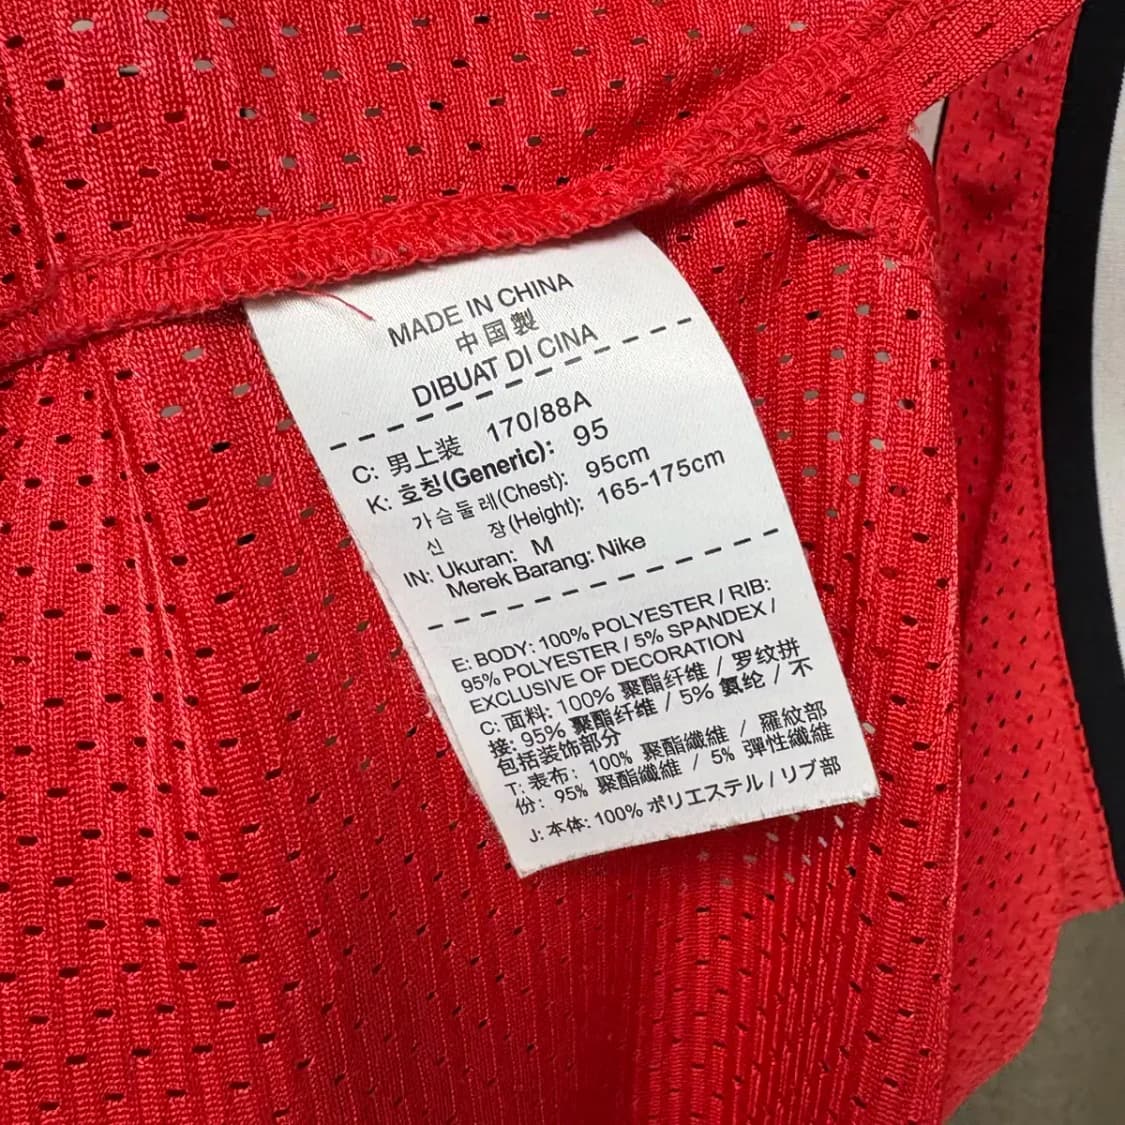 MADE IN CHINA
中国製
DIBUAT DI CINA
C: 男上装 170/88A
K: 호칭(Generic): 95
가슴둘레(Chest): 95cm
신 장(Height): 165-175cm
IN: Ukuran: M
Merek Barang: Nike
E: BODY: 100% POLYESTER / RIB:
95% POLYESTER / 5% SPANDEX /
EXCLUSIVE OF DECORATION
C: 面料: 100% 聚酯纤维 / 罗纹拼
接: 95% 聚酯纤维 / 5% 氨纶 / 不
包括装饰部分
T: 表布: 100% 聚酯纖維 / 羅紋部
份: 95% 聚酯纖維 / 5% 彈性纖維
J: 本体: 100% ポリエステル / リブ部